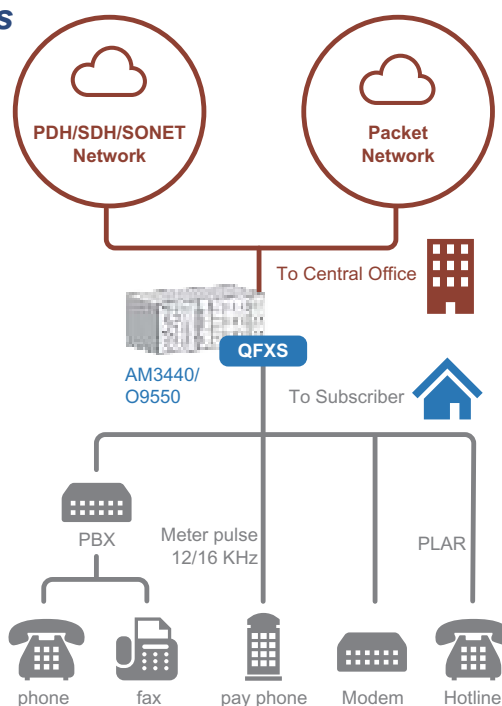 s
PDH/SDH/SONET
Network
Packet
Network
To Central Office
QFXS
AM3440/
O9550
To Subscriber
PBX
Meter pulse
12/16 KHz
PLAR
phone
fax
pay phone
Modem
Hotline